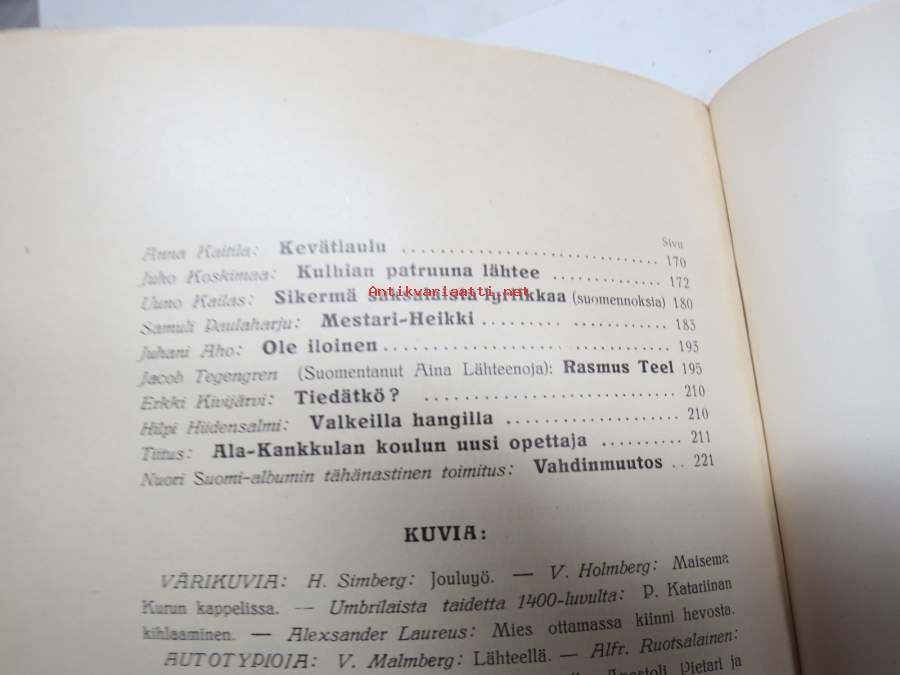 Sivu
Anna Kaitila: Kevätlaulu .......................... 170
Juho Koskimaa: Kulhian patruuna lähtee ............. 172
Antikvariaatti.net
Uuno Kailas: Sikermä saksalaista lyriikkaa (suomennoksia) 180
Samuli Paulaharju: Mestari-Heikki .................. 183
Juhani Aho: Ole iloinen ............................ 193
Jacob Tegengren (Suomentanut Aina Lähteenoja): Rasmus Teel 195
Erkki Kivijärvi: Tiedätkö? ......................... 210
Hilpi Hiidensalmi: Valkeilla hangilla .............. 210
Tiitus: Ala-Kankkulan koulun uusi opettaja .......... 211
Nuori Suomi-albumin tähänastinen toimitus: Vahdinmuutos .. 221
KUVIA:
VÄRIKUVIA: H. Simberg: Jouluyö. — V. Holmberg: Maisema
Kurun kappelissa. — Umbrilaista taidetta 1400-luvulta: P. Katariinan
kihlaaminen. — Alexsander Laureus: Mies ottamassa kiinni hevosta.
AUTOTYPIOJA: V. Malmberg: Lähteellä. — Alfr. Ruotsalainen:
Apostoli Pietari ja